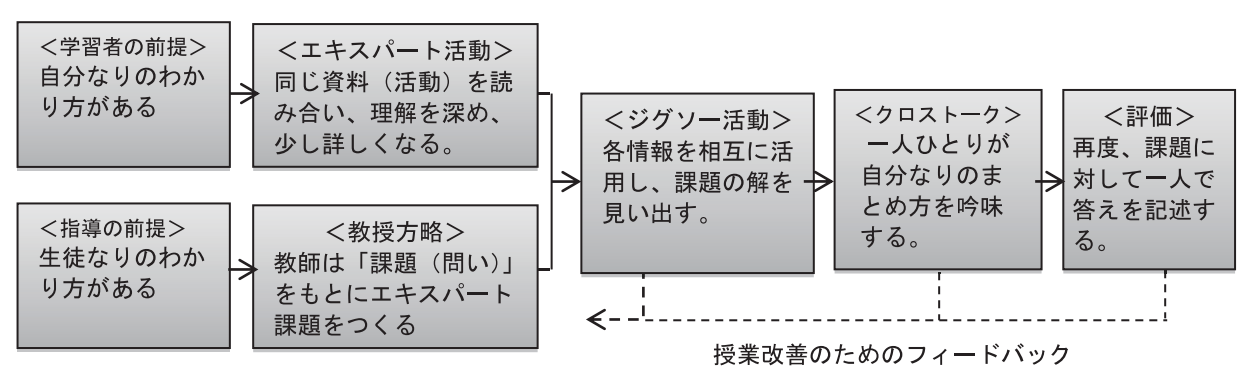 ＜学習者の前提＞
自分なりのわか
り方がある
＜エキスパート活動＞
同じ資料（活動）を読
み合い、理解を深め、
少し詳しくなる。
＜指導の前提＞
生徒なりのわか
り方がある
＜教授方略＞
教師は「課題（問い）」
をもとにエキスパート
課題をつくる
＜ジグソー活動＞
各情報を相互に活
用し、課題の解を
見い出す。
＜クロストーク＞
一人ひとりが
自分なりのま
とめ方を吟味
する。
＜評価＞
再度、課題に
対して一人で
答えを記述す
る。
授業改善のためのフィードバック